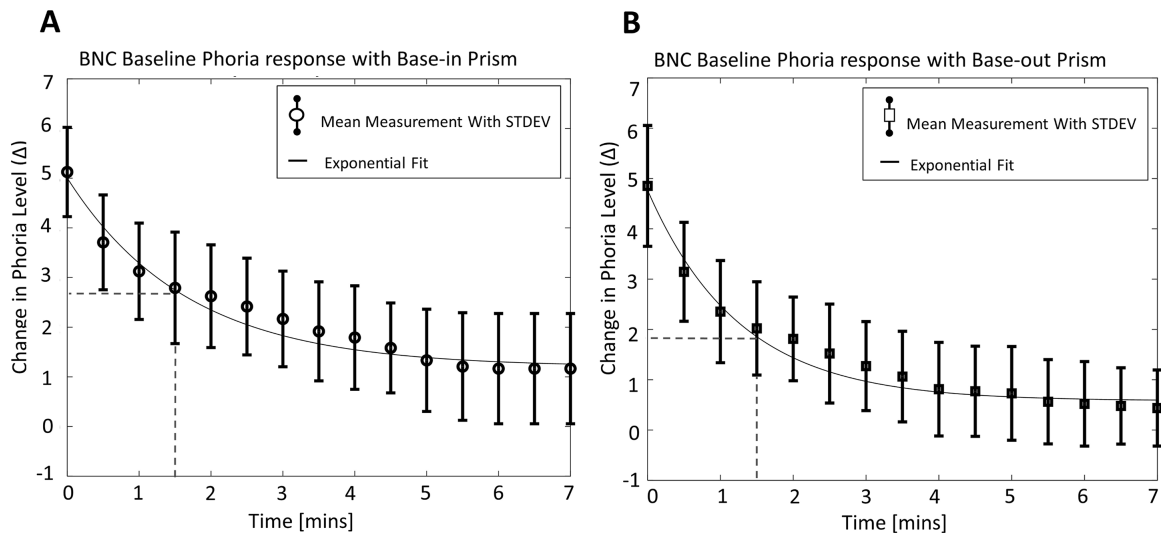 A
BNC Baseline Phoria response with Base-in Prism
Change in Phoria Level (Δ)
7
6
5
4
3
2
1
0
-1
Mean Measurement With STDEV
Exponential Fit
0 1 2 3 4 5 6 7
Time [mins]
B
BNC Baseline Phoria response with Base-out Prism
Change in Phoria Level (Δ)
7
6
5
4
3
2
1
0
-1
Mean Measurement With STDEV
Exponential Fit
0 1 2 3 4 5 6 7
Time [mins]